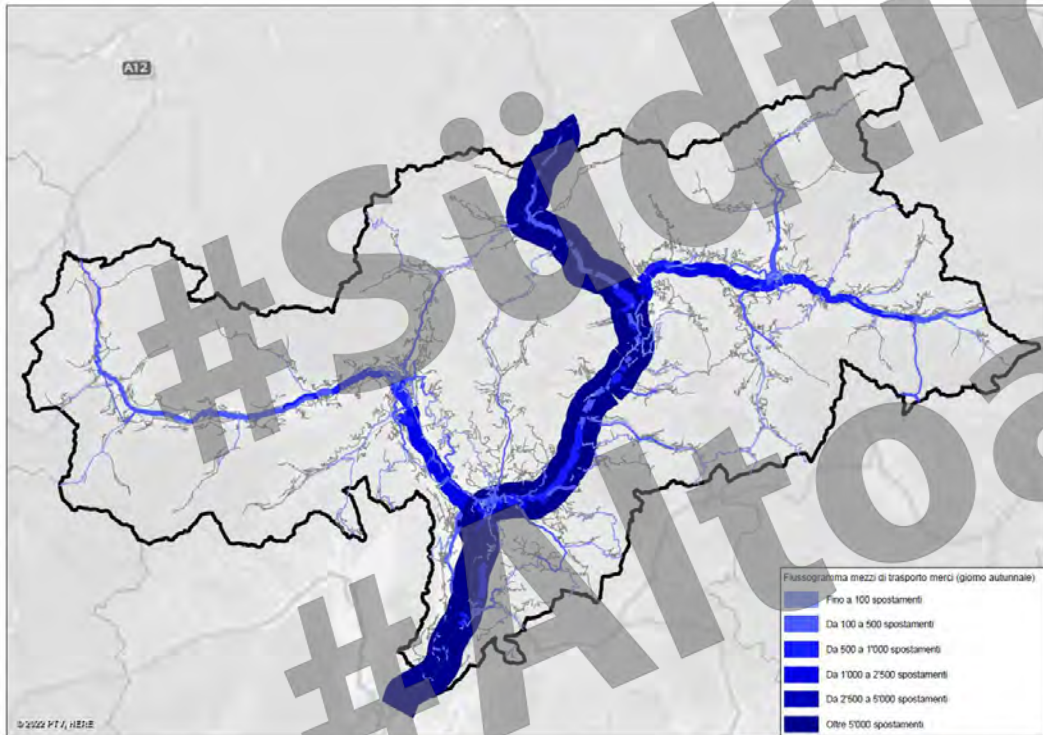 A12
#Südti
#Altoa
Flussogramma mezzi di trasporto merci (giorno autunnale)
Fino a 100 spostamenti
Da 100 a 500 spostamenti
Da 500 a 1'000 spostamenti
Da 1'000 a 2'500 spostamenti
Da 2'500 a 5'000 spostamenti
Oltre 5'000 spostamenti
© 2022 PTV, HERE